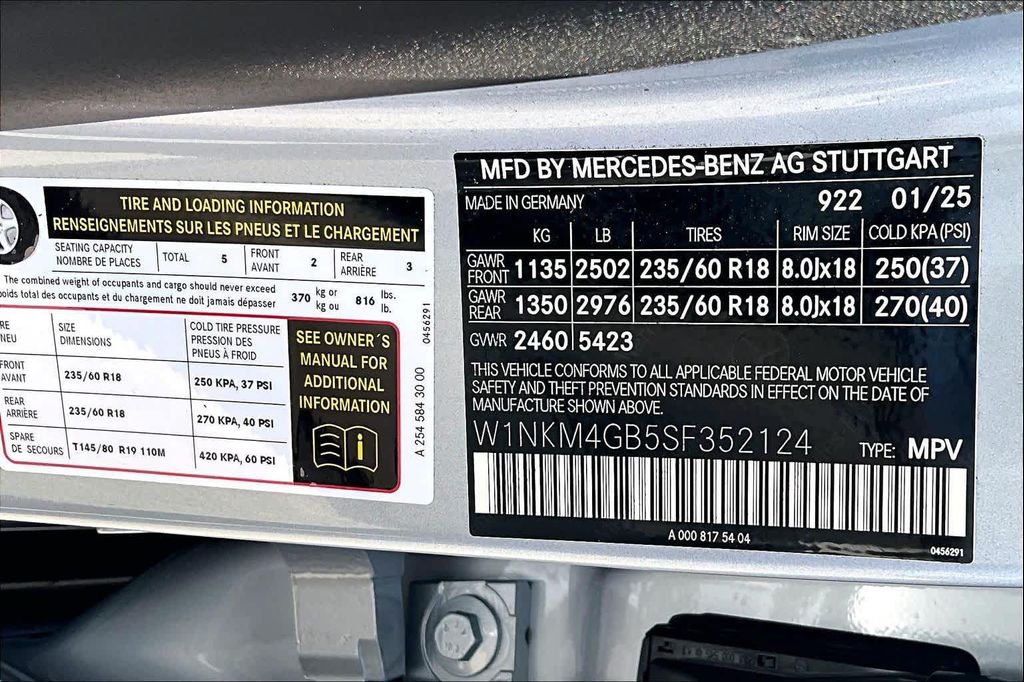 TIRE AND LOADING INFORMATION
RENSEIGNEMENTS SUR LES PNEUS ET LE CHARGEMENT
SEATING CAPACITY
NOMBRE DE PLACES
TOTAL 5
FRONT
AVANT
2
REAR
ARRIÈRE
3
The combined weight of occupants and cargo should never exceed
total des occupants et du chargement ne doit jamais dépasser
370 kg or
kg ou
816 lbs.
lb.
SIZE
DIMENSIONS
COLD TIRE PRESSURE
PRESSION DES
PNEUS À FROID
FRONT
AVANT
235/60 R18
250 KPA, 37 PSI
REAR
ARRIÈRE
235/60 R18
270 KPA, 40 PSI
SPARE
DE SECOURS
T145/80 R19 110M
420 KPA, 60 PSI
SEE OWNER´S
MANUAL FOR
ADDITIONAL
INFORMATION
i
0456291
A 254 584 30 00
MFD BY MERCEDES-BENZ AG STUTTGART
MADE IN GERMANY 922 01/25
KG LB TIRES RIM SIZE COLD KPA (PSI)
GAWR
FRONT
1135 2502 235/60 R18 8.0Jx18 250(37)
GAWR
REAR
1350 2976 235/60 R18 8.0Jx18 270(40)
GVWR 2460 5423
THIS VEHICLE CONFORMS TO ALL APPLICABLE FEDERAL MOTOR VEHICLE
SAFETY AND THEFT PREVENTION STANDARDS IN EFFECT ON THE DATE OF
MANUFACTURE SHOWN ABOVE.
W1NKM4GB5SF352124 TYPE: MPV
A 000 817 54 04
0456291